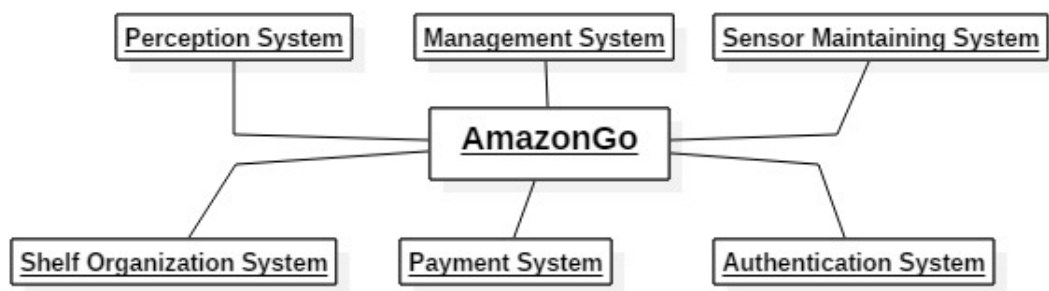 Perception System
Management System
Sensor Maintaining System
AmazonGo
Shelf Organization System
Payment System
Authentication System